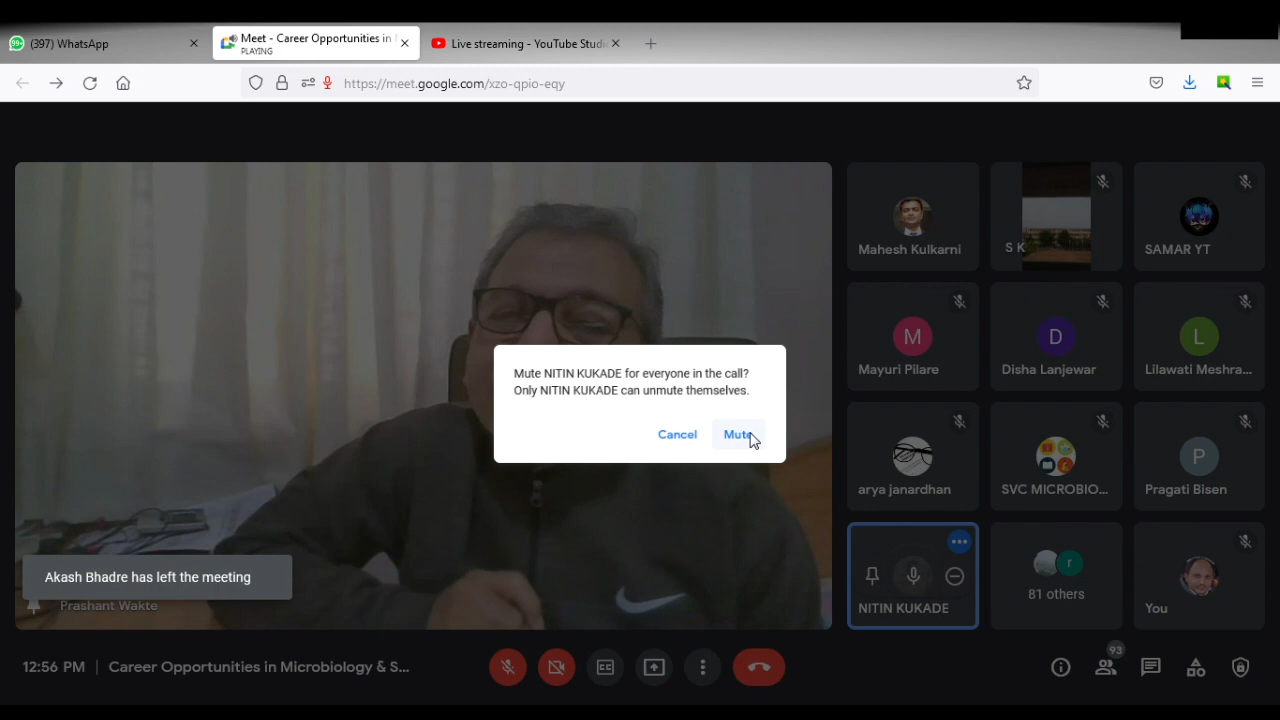 (397) WhatsApp
Meet - Career Opportunities in
PLAYING
Live streaming - YouTube Studio
https://meet.google.com/xzo-qpio-eqy
Mahesh Kulkarni
S K
SAMAR YT
Mayuri Pilare
Disha Lanjewar
Lilawati Meshra...
Mute NITIN KUKADE for everyone in the call?
Only NITIN KUKADE can unmute themselves.
Cancel
Mute
arya janardhan
SVC MICROBIO...
Pragati Bisen
Akash Bhadre has left the meeting
Prashant Wakte
NITIN KUKADE
81 others
You
12:56 PM | Career Opportunities in Microbiology & S...
93
M
D
L
P
r
99+
CC